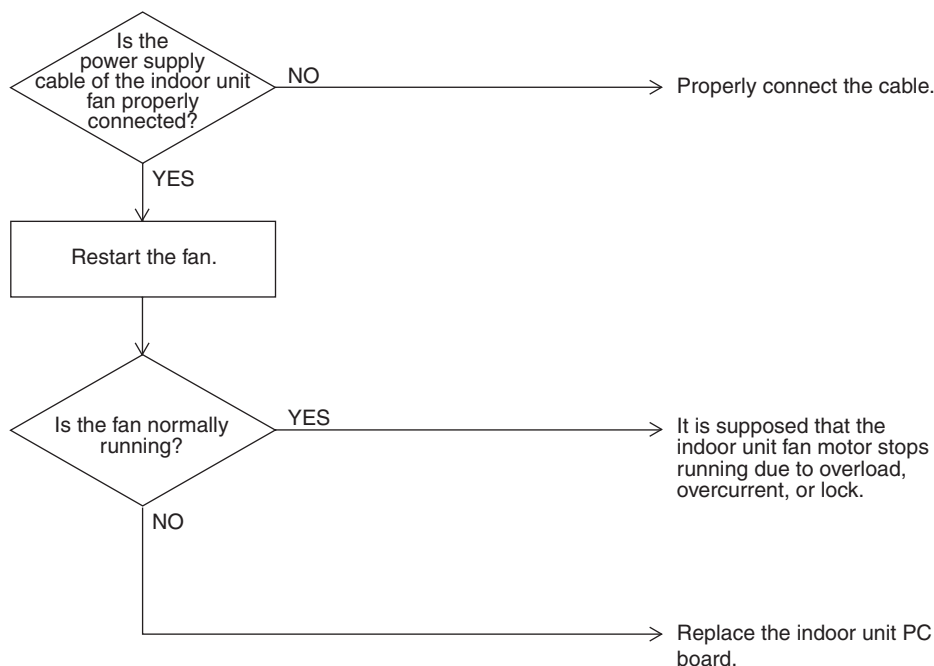 Is the
power supply
cable of the indoor unit
fan properly
connected?
NO
Properly connect the cable.
YES
Restart the fan.
Is the fan normally
running?
YES
It is supposed that the
indoor unit fan motor stops
running due to overload,
overcurrent, or lock.
NO
Replace the indoor unit PC
board.